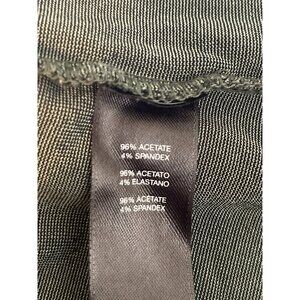 96% ACETATE
4% SPANDEX
96% ACETATO
4% ELASTANO
96% ACETATE
4% SPANDEX